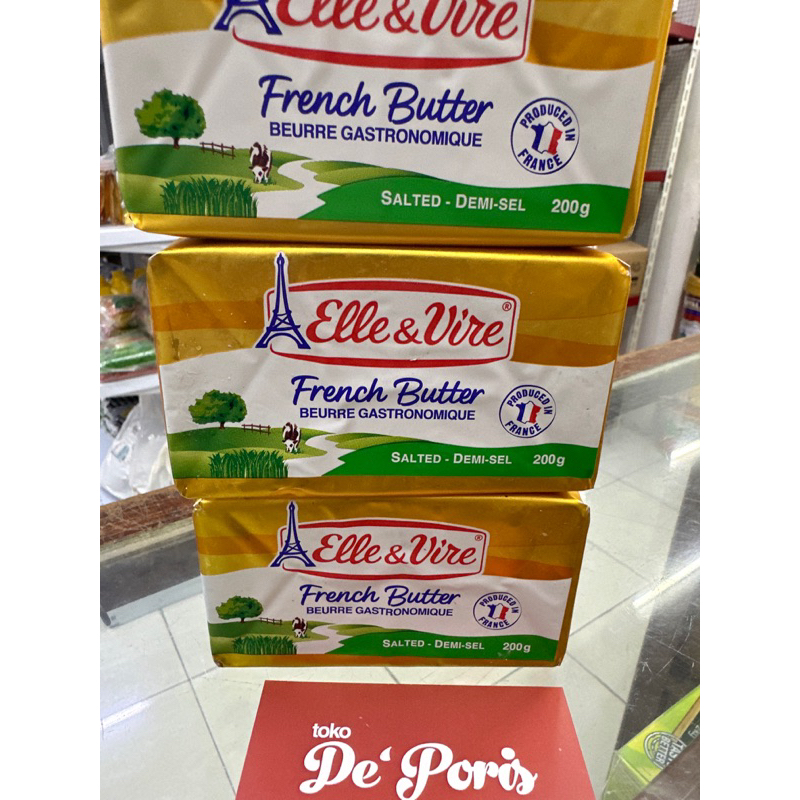 Elle&Vire
French Butter
BEURRE GASTRONOMIQUE
PRODUCED IN
FRANCE
SALTED - DEMI-SEL 200g
Elle&Vire®
French Butter
BEURRE GASTRONOMIQUE
PRODUCED IN
FRANCE
SALTED - DEMI-SEL 200g
Elle&Vire®
French Butter
BEURRE GASTRONOMIQUE
PRODUCED IN
FRANCE
SALTED - DEMI-SEL 200g
toko
De' Poris